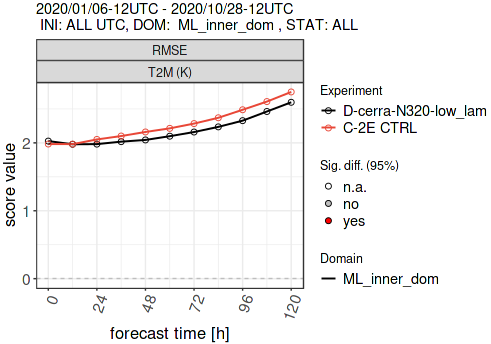 2020/01/06-12UTC - 2020/10/28-12UTC
INI: ALL UTC, DOM: ML_inner_dom , STAT: ALL
RMSE
T2M (K)
score value
2
1
0
0
24
48
72
96
120
forecast time [h]
Experiment
D-cerra-N320-low_lam
C-2E CTRL
Sig. diff. (95%)
n.a.
no
yes
Domain
ML_inner_dom